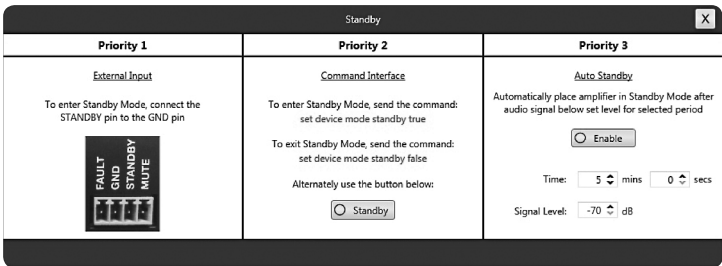 Standby
X
Priority 1
External Input
To enter Standby Mode, connect the
STANDBY pin to the GND pin
FAULT
GND
STANDBY
MUTE
Priority 2
Command Interface
To enter Standby Mode, send the command:
set device mode standby true
To exit Standby Mode, send the command:
set device mode standby false
Alternately use the button below:
Standby
Priority 3
Auto Standby
Automatically place amplifier in Standby Mode after
audio signal below set level for selected period
Enable
Time: 5 mins 0 secs
Signal Level: -70 dB